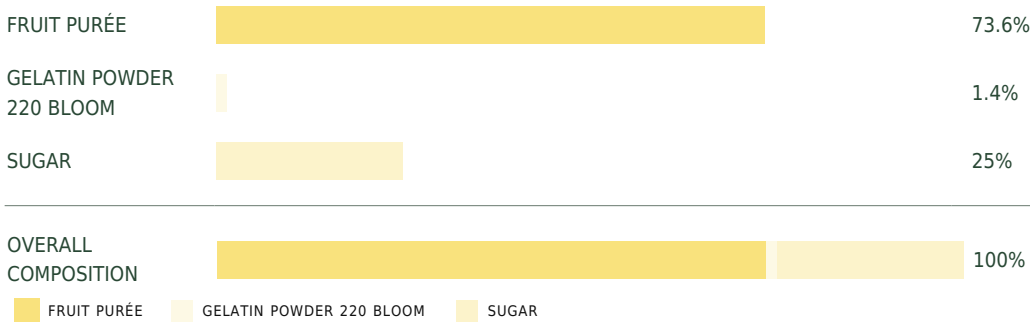 FRUIT PURÉE 73.6%
GELATIN POWDER
220 BLOOM 1.4%
SUGAR 25%
OVERALL
COMPOSITION 100%
FRUIT PURÉE GELATIN POWDER 220 BLOOM SUGAR